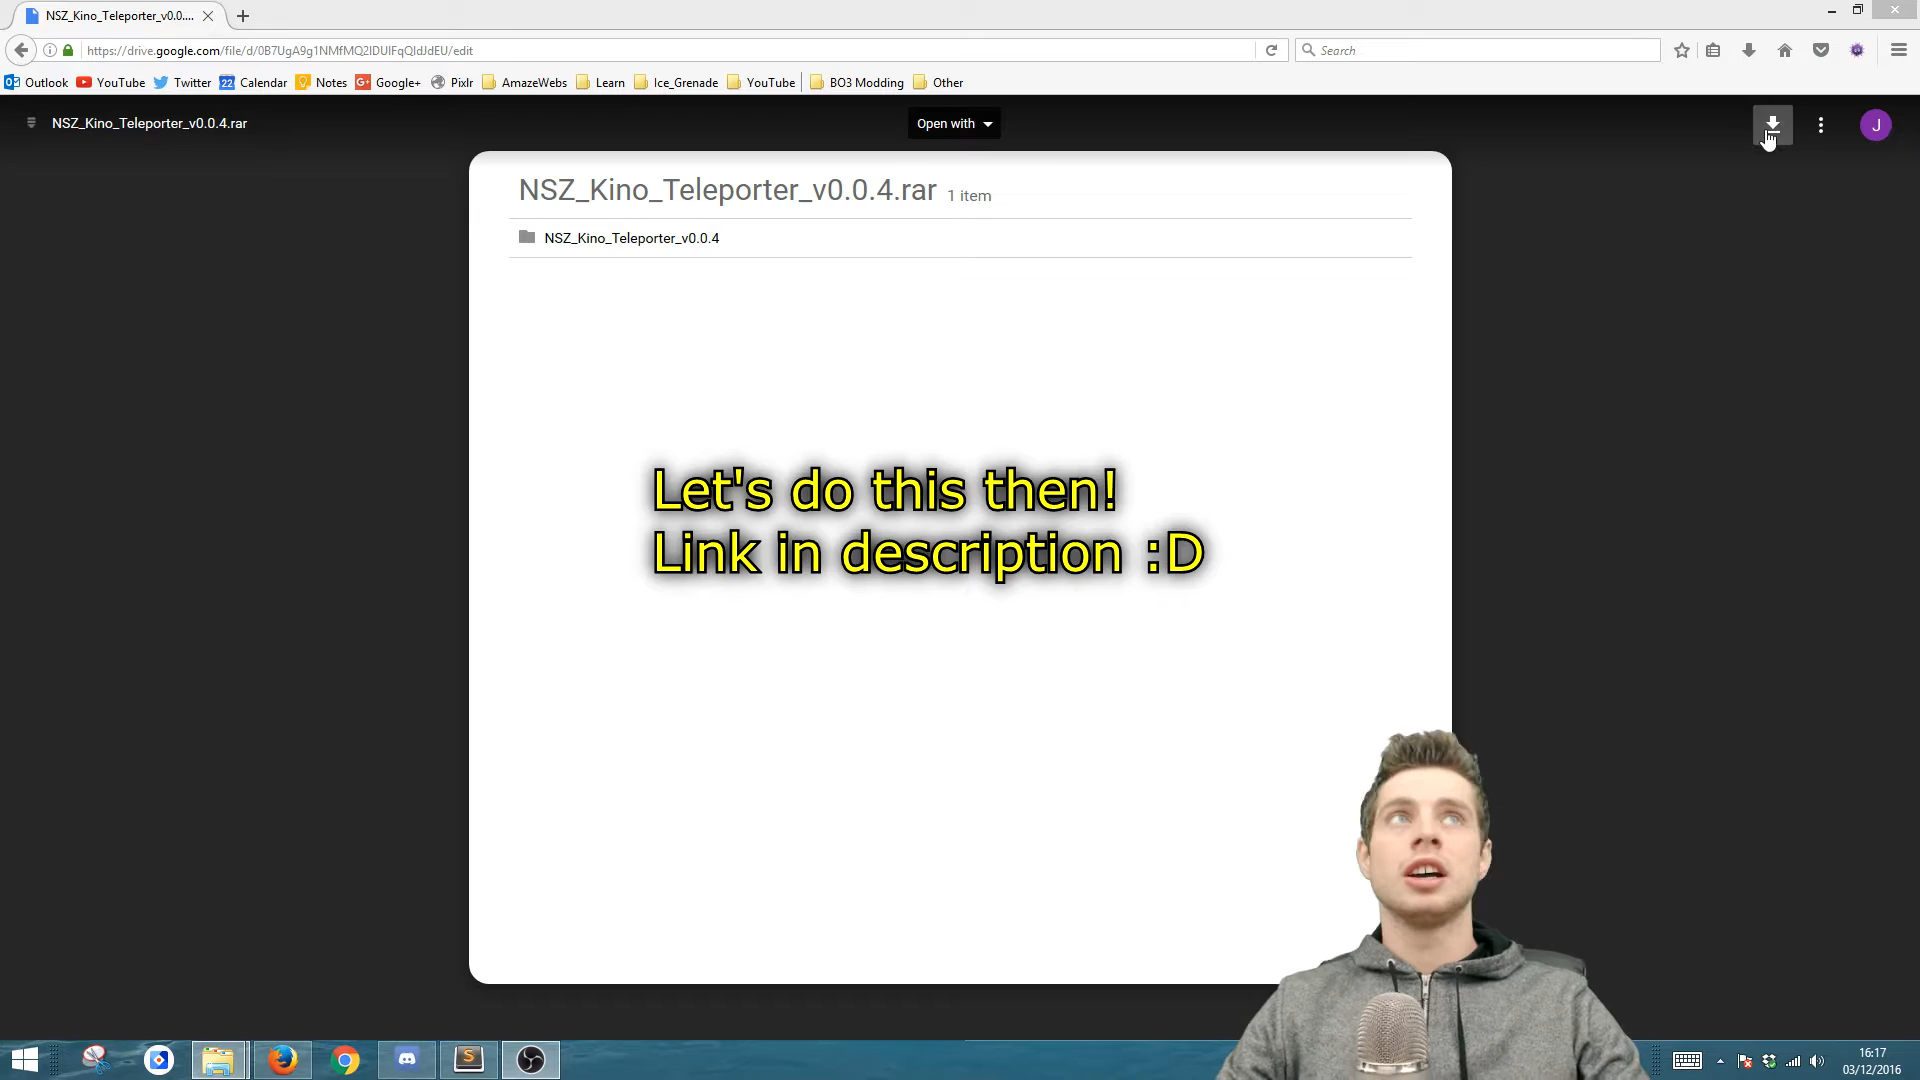 NSZ_Kino_Teleporter_v0.0....
https://drive.google.com/file/d/0B7UgA9g1NMfMQ2lDUlFqQldJdEU/edit
Search
Outlook YouTube Twitter Calendar Notes Google+ Pixlr AmazeWebs Learn Ice_Grenade YouTube BO3 Modding Other
22
G+
NSZ_Kino_Teleporter_v0.0.4.rar
Open with
J
NSZ_Kino_Teleporter_v0.0.4.rar 1 item
NSZ_Kino_Teleporter_v0.0.4
Let's do this then!
Link in description :D
S
16:17
03/12/2016